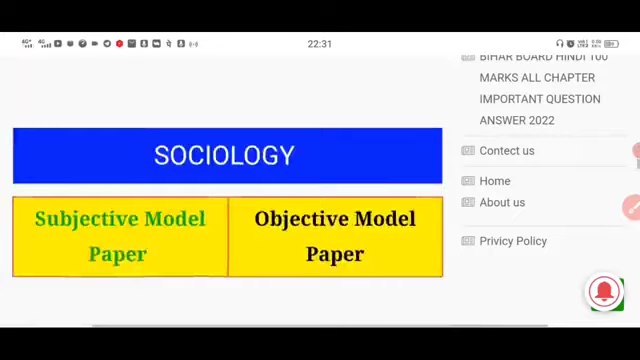 22:31
BIHAR BOARD HINDI 100
MARKS ALL CHAPTER
IMPORTANT QUESTION
ANSWER 2022
Contect us
Home
About us
Privicy Policy
SOCIOLOGY
Subjective Model
Paper
Objective Model
Paper